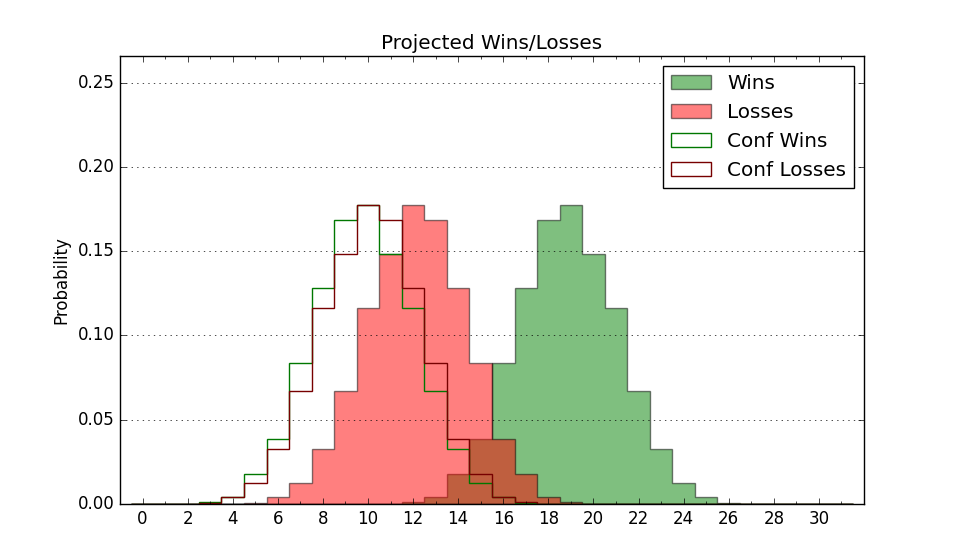 Projected Wins/Losses
Wins
Losses
Conf Wins
Conf Losses
Probability
0.25
0.20
0.15
0.10
0.05
0.00
0 2 4 6 8 10 12 14 16 18 20 22 24 26 28 30